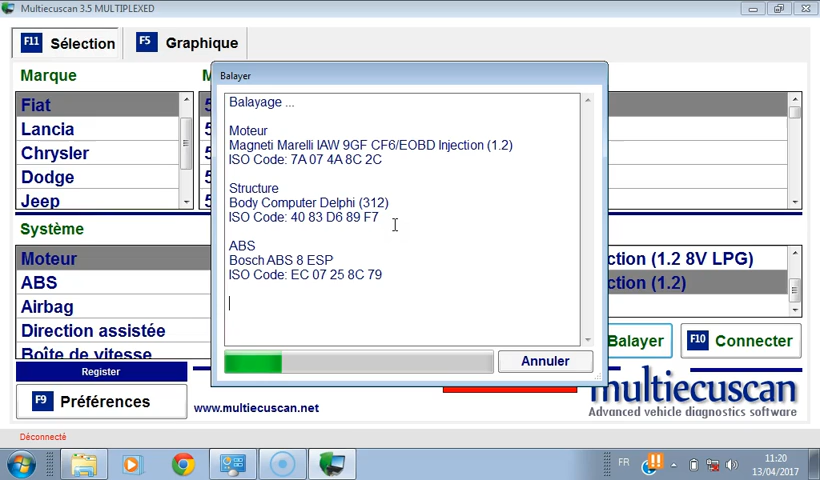 Multiecuscan 3.5 MULTIPLEXED
F11 Sélection
F5 Graphique
Marque
Fiat
Lancia
Chrysler
Dodge
Jeep
Système
Moteur
ABS
Airbag
Direction assistée
Boîte de vitesse
Register
F9 Préférences
www.multiecuscan.net
Déconnecté
Balayer
Balayage ...
Moteur
Magneti Marelli IAW 9GF CF6/EOBD Injection (1.2)
ISO Code: 7A 07 4A 8C 2C
Structure
Body Computer Delphi (312)
ISO Code: 40 83 D6 89 F7
ABS
Bosch ABS 8 ESP
ISO Code: EC 07 25 8C 79
Annuler
ction (1.2 8V LPG)
ction (1.2)
Balayer
F10 Connecter
multiecuscan
Advanced vehicle diagnostics software
FR
11:20
13/04/2017